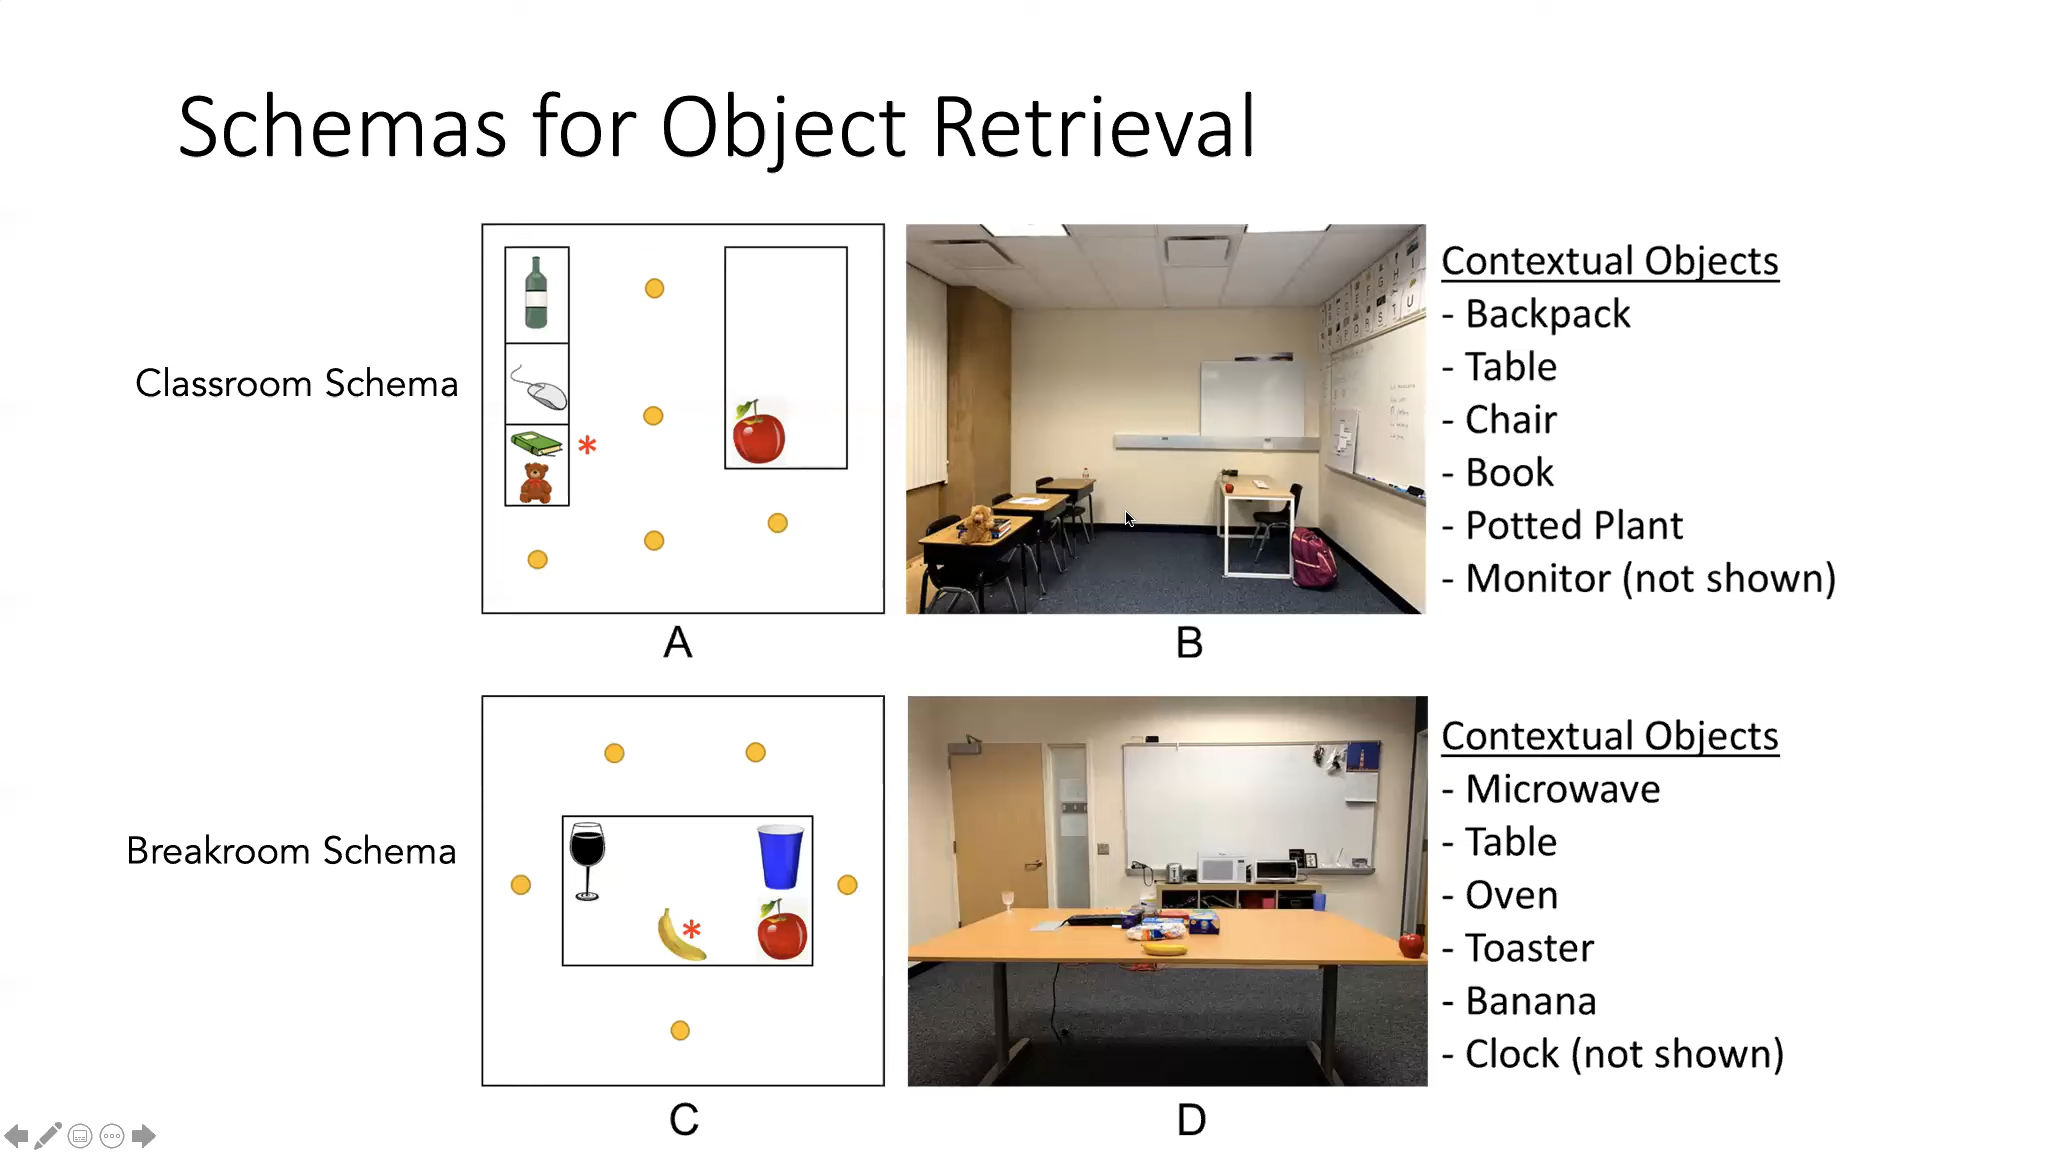 Schemas for Object Retrieval
Classroom Schema
*
A
B
Contextual Objects
- Backpack
- Table
- Chair
- Book
- Potted Plant
- Monitor (not shown)
Breakroom Schema
*
C
D
Contextual Objects
- Microwave
- Table
- Oven
- Toaster
- Banana
- Clock (not shown)